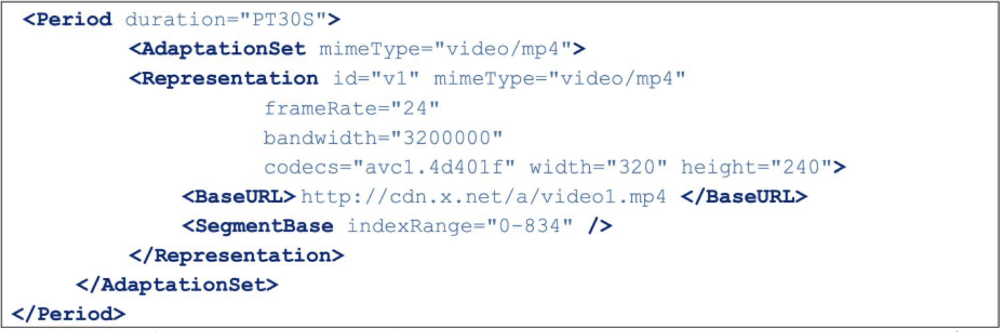 <Period duration="PT30S">
<AdaptationSet mimeType="video/mp4">
<Representation id="v1" mimeType="video/mp4"
frameRate="24"
bandwidth="3200000"
codecs="avc1.4d401f" width="320" height="240">
<BaseURL>http://cdn.x.net/a/video1.mp4 </BaseURL>
<SegmentBase indexRange="0-834" />
</Representation>
</AdaptationSet>
</Period>